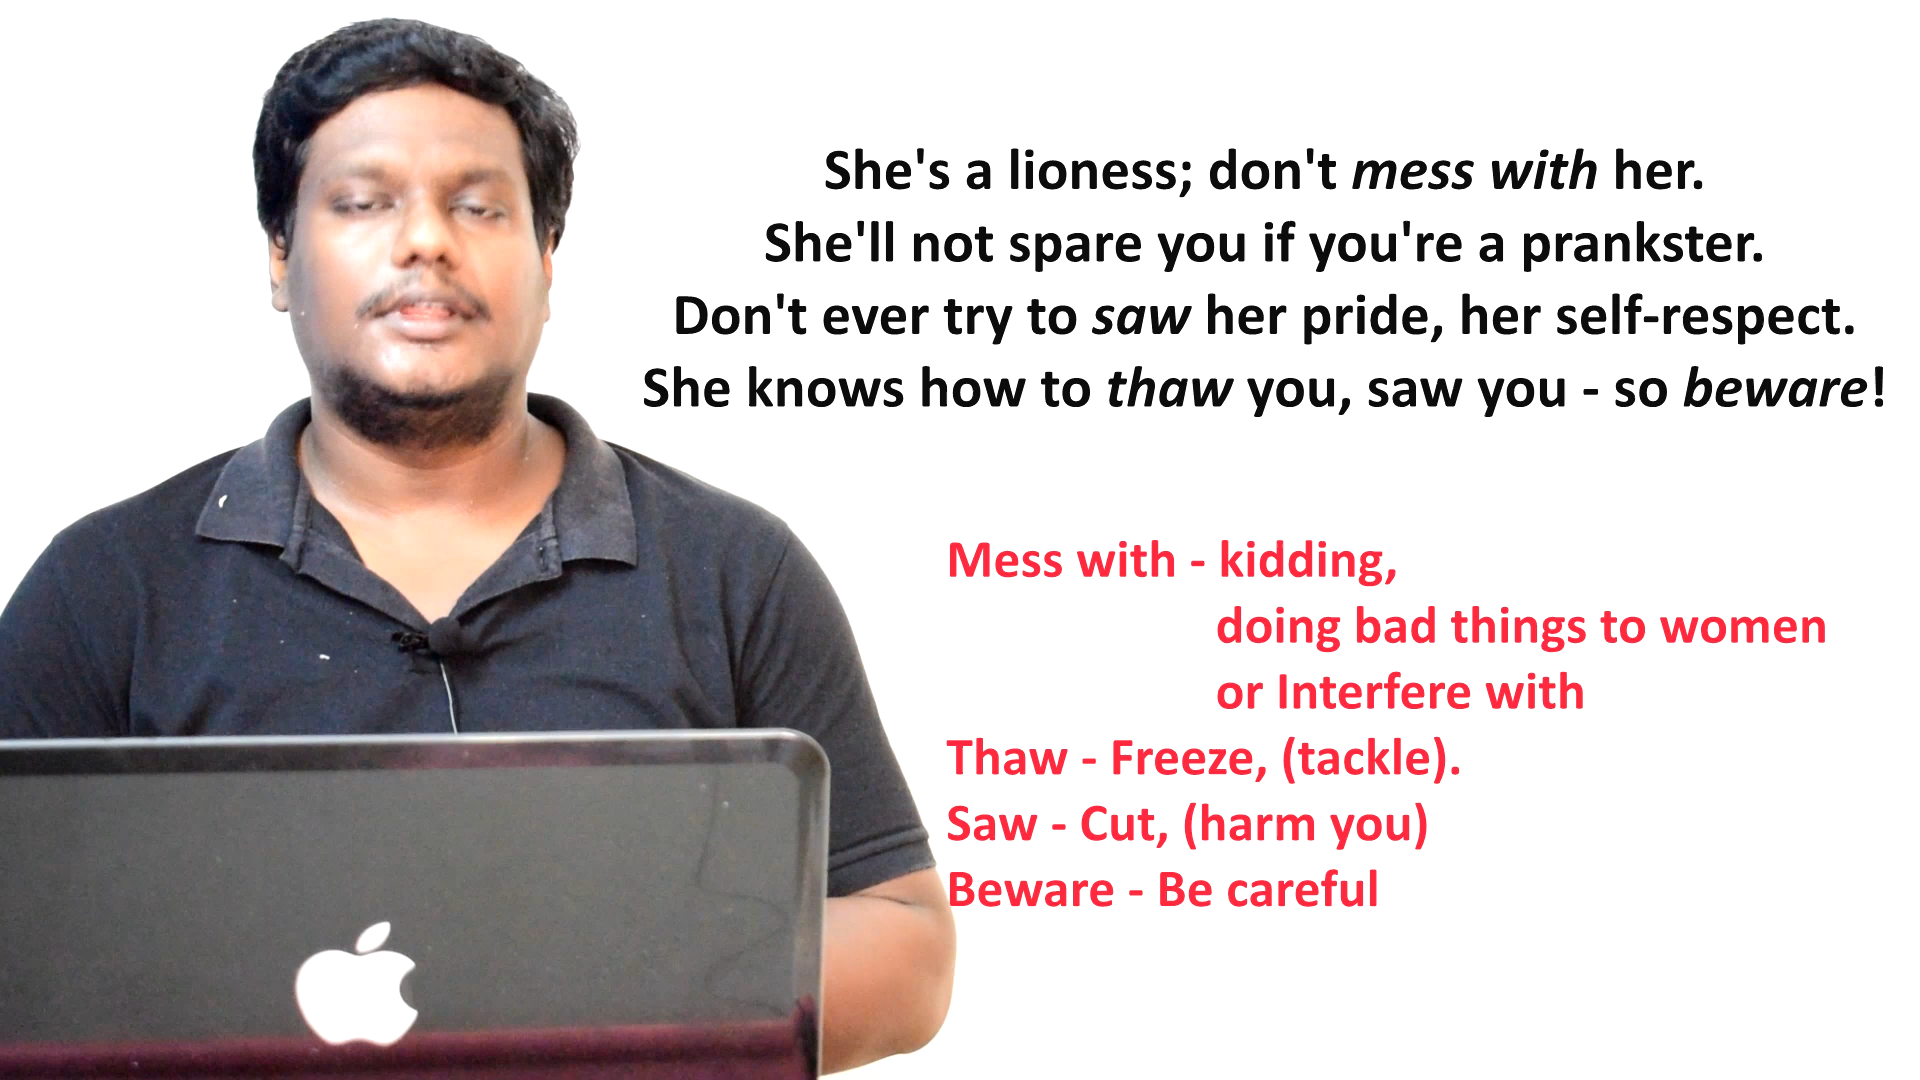 She's a lioness; don't mess with her.
She'll not spare you if you're a prankster.
Don't ever try to saw her pride, her self-respect.
She knows how to thaw you, saw you - so beware!
Mess with - kidding,
doing bad things to women
or Interfere with
Thaw - Freeze, (tackle).
Saw - Cut, (harm you)
Beware - Be careful